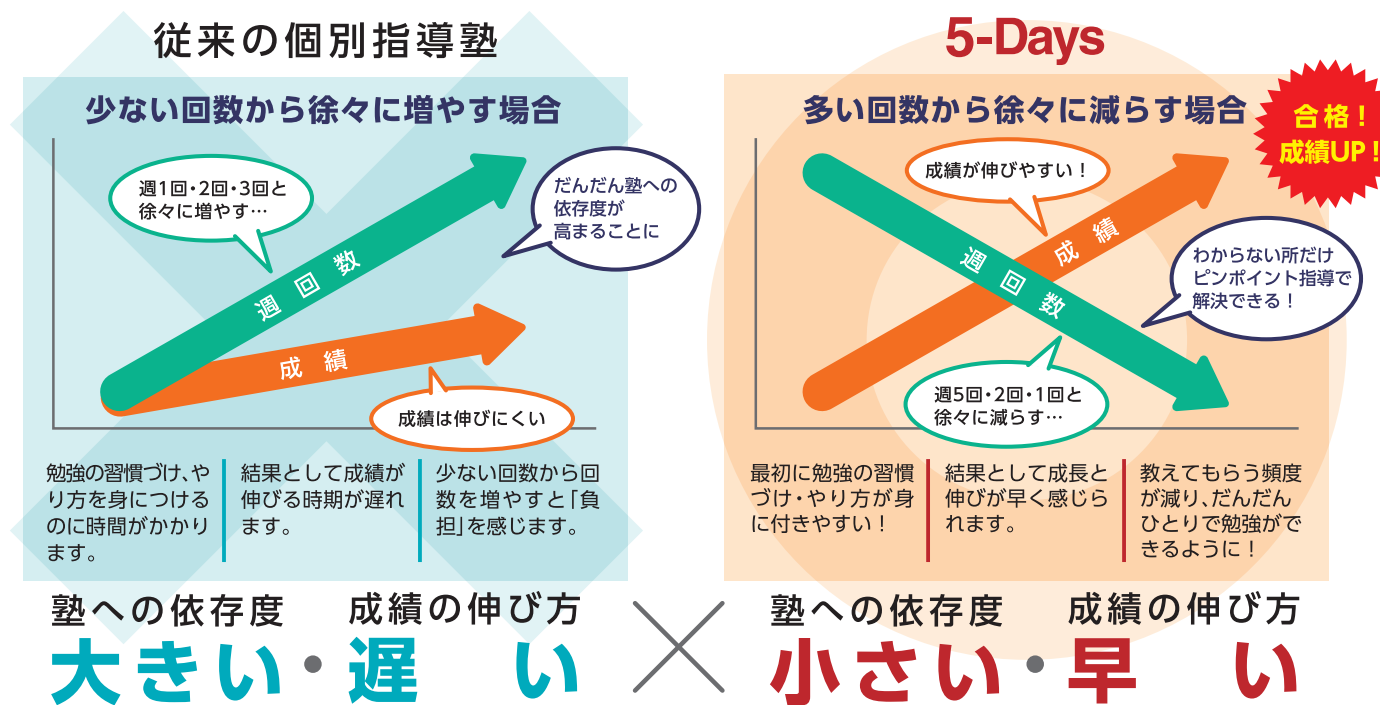 従来の個別指導塾
少ない回数から徐々に増やす場合
週1回・2回・3回と
徐々に増やす…
だんだん塾への
依存度が
高まることに
週回数
成績
成績は伸びにくい
勉強の習慣づけ、や
り方を身につける
のに時間がかかり
ます。
結果として成績が
伸びる時期が遅れ
ます。
少ない回数から回
数を増やすと「負
担」を感じます。
塾への依存度
大きい・
成績の伸び方
遅い
5-Days
多い回数から徐々に減らす場合
合格！
成績UP！
成績が伸びやすい！
成績
週回数
わからない所だけ
ピンポイント指導で
解決できる！
週5回・2回・1回と
徐々に減らす…
最初に勉強の習慣
づけ・やり方が身
に付きやすい！
結果として成長と
伸びが早く感じら
れます。
教えてもらう頻度
が減り、だんだん
ひとりで勉強がで
きるように！
塾への依存度
小さい・
成績の伸び方
早い